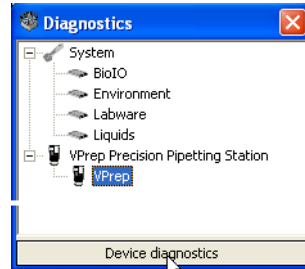 Diagnostics
System
BioIO
Environment
Labware
Liquids
VPrep Precision Pipetting Station
VPrep
Device diagnostics